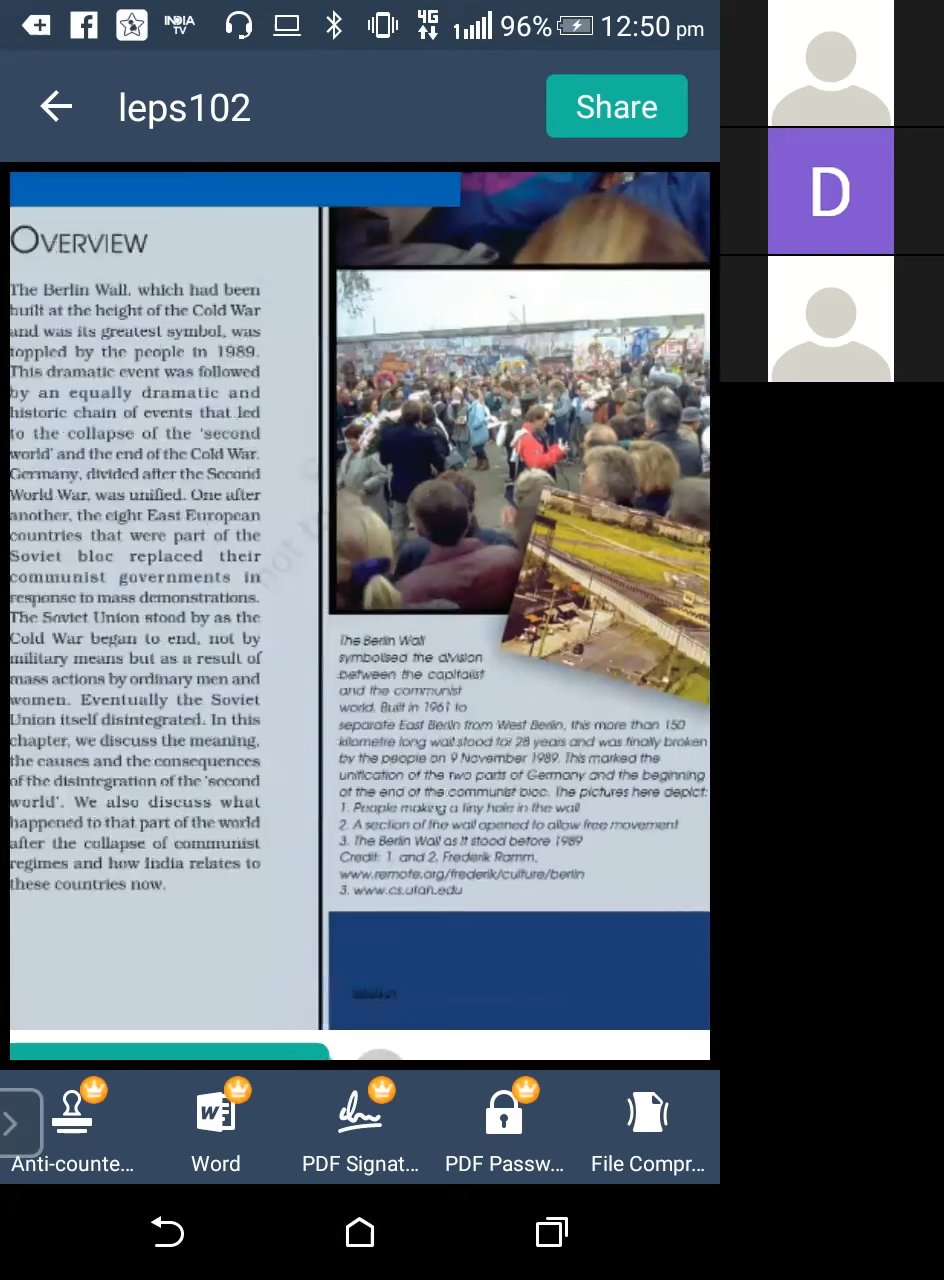 INDIA
TV
4G
96%
12:50 pm
leps102
Share
D
OVERVIEW
The Berlin Wall, which had been
built at the height of the Cold War
and was its greatest symbol, was
toppled by the people in 1989.
This dramatic event was followed
by an equally dramatic and
historic chain of events that led
to the collapse of the 'second
world' and the end of the Cold War.
Germany, divided after the Second
World War, was unified. One after
another, the eight East European
countries that were part of the
Soviet bloc replaced their
communist governments in
response to mass demonstrations.
The Soviet Union stood by as the
Cold War began to end, not by
military means but as a result of
mass actions by ordinary men and
women. Eventually the Soviet
Union itself disintegrated. In this
chapter, we discuss the meaning,
the causes and the consequences
of the disintegration of the 'second
world'. We also discuss what
happened to that part of the world
after the collapse of communist
regimes and how India relates to
these countries now.
not to
The Berlin Wall
symbolised the division
between the capitalist
and the communist
world. Built in 1961 to
separate East Berlin from West Berlin, this more than 150
kilometre long wall stood for 28 years and was finally broken
by the people on 9 November 1989. This marked the
unification of the two parts of Germany and the beginning
of the end of the communist bloc. The pictures here depict:
1. People making a tiny hole in the wall
2. A section of the wall opened to allow free movement
3. The Berlin Wall as it stood before 1989
Credit: 1. and 2. Frederik Ramm,
www.remote.org/frederik/culture/berlin
3. www.cs.utah.edu
W
Anti-counte...
Word
PDF Signat...
PDF Passw...
File Compr...